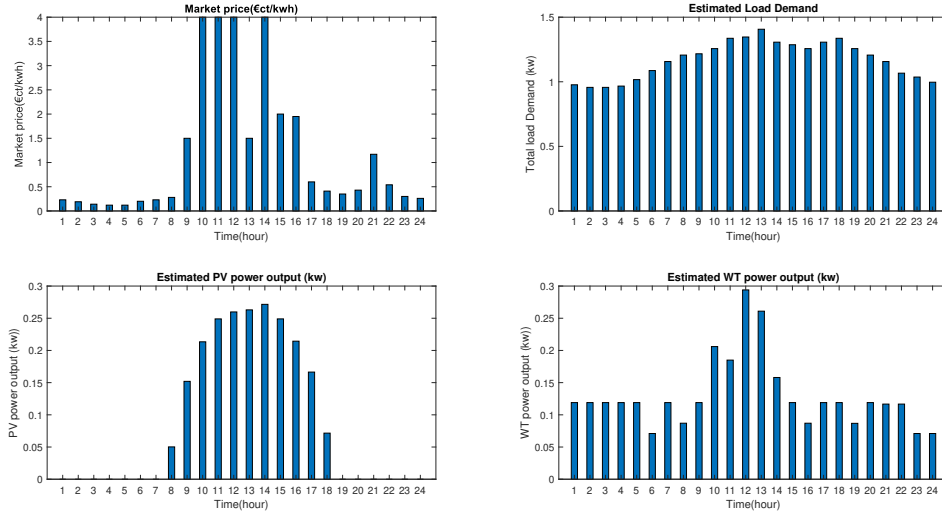 Market price(€ct/kwh)
Market price(€ct/kwh)
4
3.5
3
2.5
2
1.5
1
0.5
0
1 2 3 4 5 6 7 8 9 10 11 12 13 14 15 16 17 18 19 20 21 22 23 24
Time(hour)
Estimated Load Demand
Total load Demand (kw)
1.5
1
0.5
0
1 2 3 4 5 6 7 8 9 10 11 12 13 14 15 16 17 18 19 20 21 22 23 24
Time(hour)
Estimated PV power output (kw)
PV power output (kw))
0.3
0.25
0.2
0.15
0.1
0.05
0
1 2 3 4 5 6 7 8 9 10 11 12 13 14 15 16 17 18 19 20 21 22 23 24
Time(hour)
Estimated WT power output (kw)
WT power output (kw))
0.3
0.25
0.2
0.15
0.1
0.05
0
1 2 3 4 5 6 7 8 9 10 11 12 13 14 15 16 17 18 19 20 21 22 23 24
Time(hour)